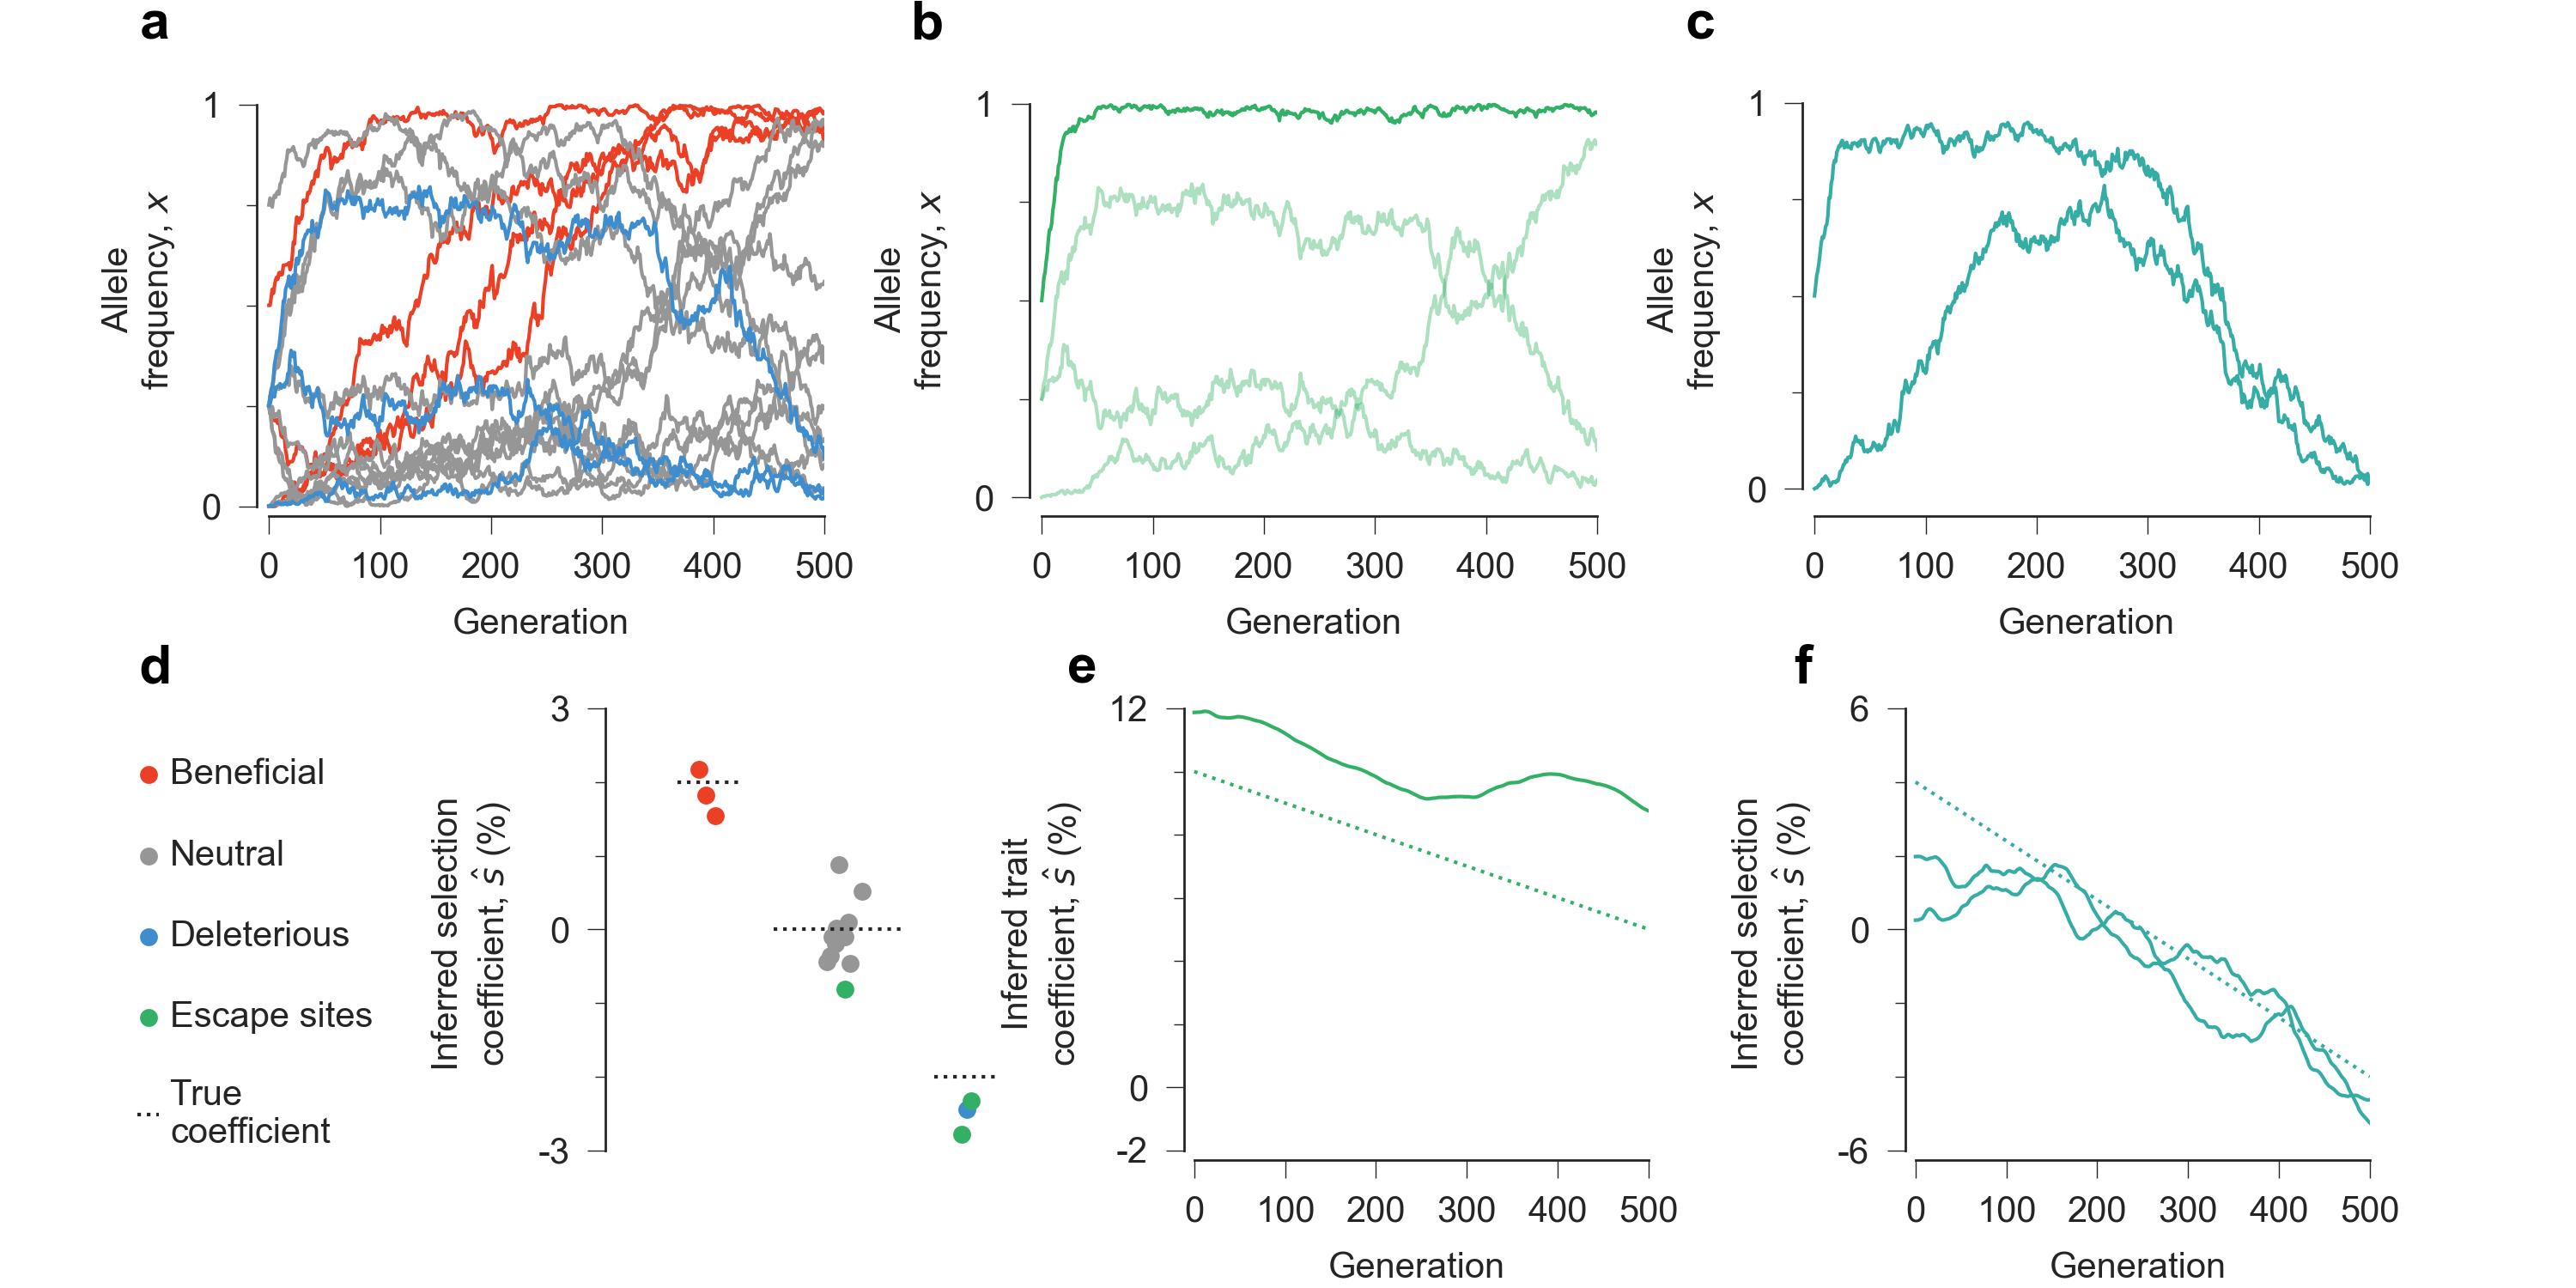 a
b
c
1
0
Allele
frequency, x
0 100 200 300 400 500
Generation
1
0
Allele
frequency, x
0 100 200 300 400 500
Generation
1
0
Allele
frequency, x
0 100 200 300 400 500
Generation
d
Beneficial
Neutral
Deleterious
Escape sites
True
coefficient
3
0
-3
Inferred selection
coefficient, ŝ (%)
e
12
0
-2
Inferred trait
coefficient, ŝ (%)
0 100 200 300 400 500
Generation
f
6
0
-6
Inferred selection
coefficient, ŝ (%)
0 100 200 300 400 500
Generation